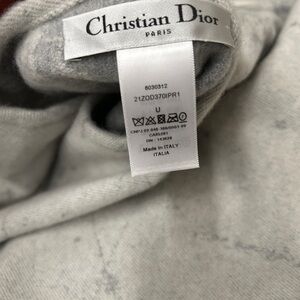 Christian Dior
PARIS
8030312
21ZOD370IPR1
U
Made in ITALY
ITALIA